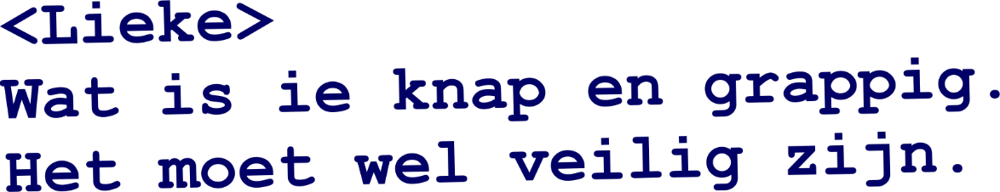 <Lieke>
Wat is ie knap en grappig.
Het moet wel veilig zijn.